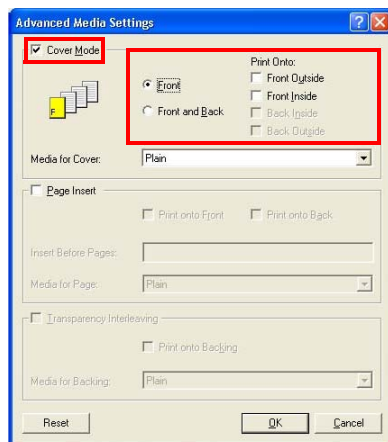 Advanced Media Settings
Cover Mode
Print Onto:
Front
Front Outside
Front Inside
Front and Back
Back Inside
Back Outside
F
Media for Cover:
Plain
Page Insert
Print onto Front
Print onto Back
Insert Before Pages:
Media for Page:
Plain
Transparency Interleaving
Print onto Backing
Media for Backing:
Plain
Reset
OK
Cancel